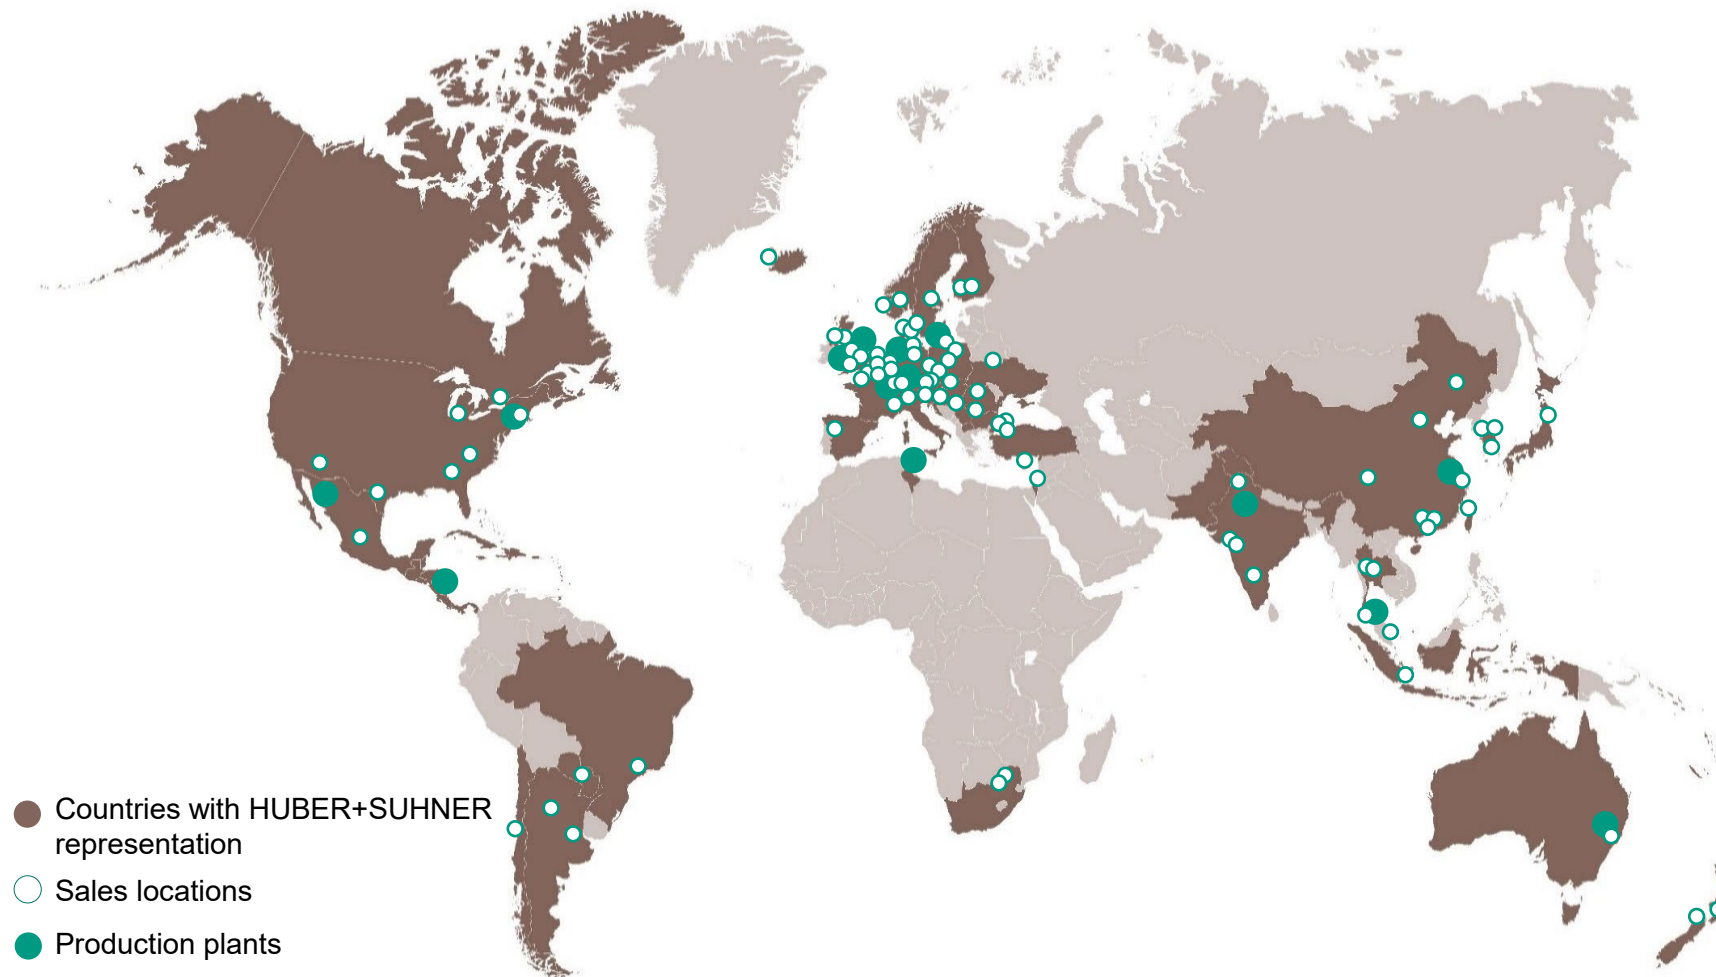 Countries with HUBER+SUHNER
representation
Sales locations
Production plants